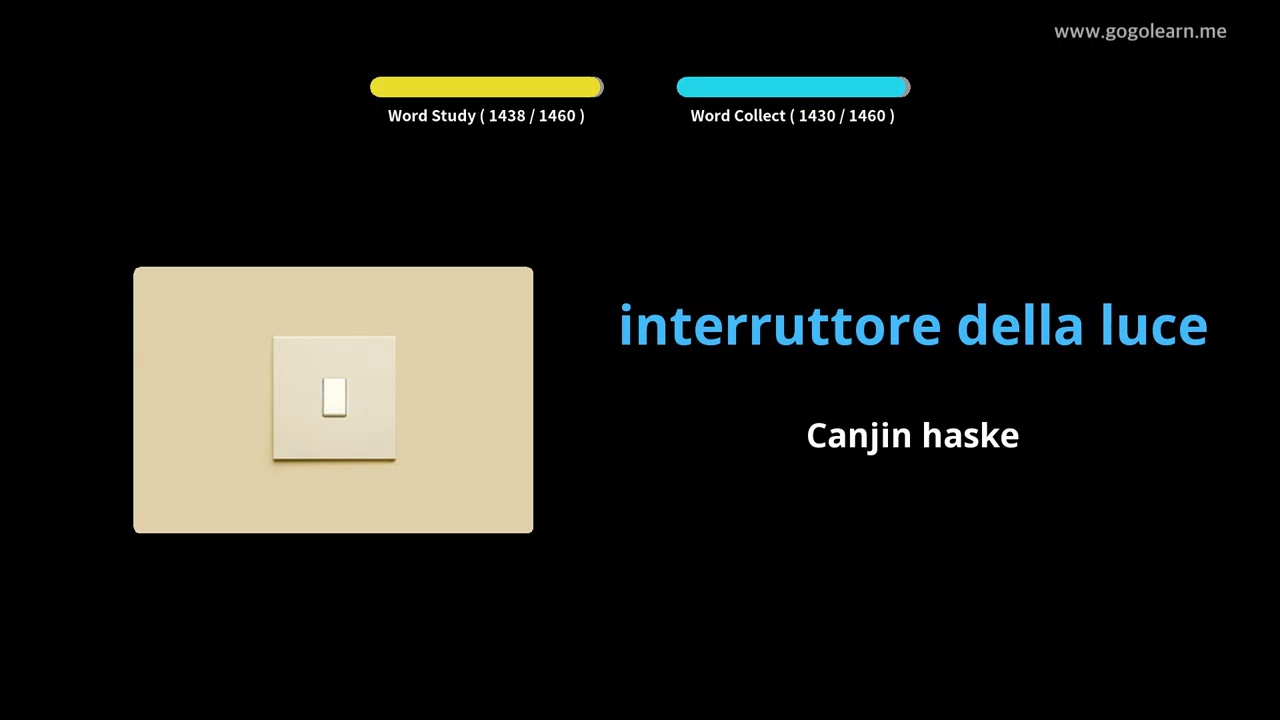 www.gogolearn.me
Word Study ( 1438 / 1460 )
Word Collect ( 1430 / 1460 )
interruttore della luce
Canjin haske